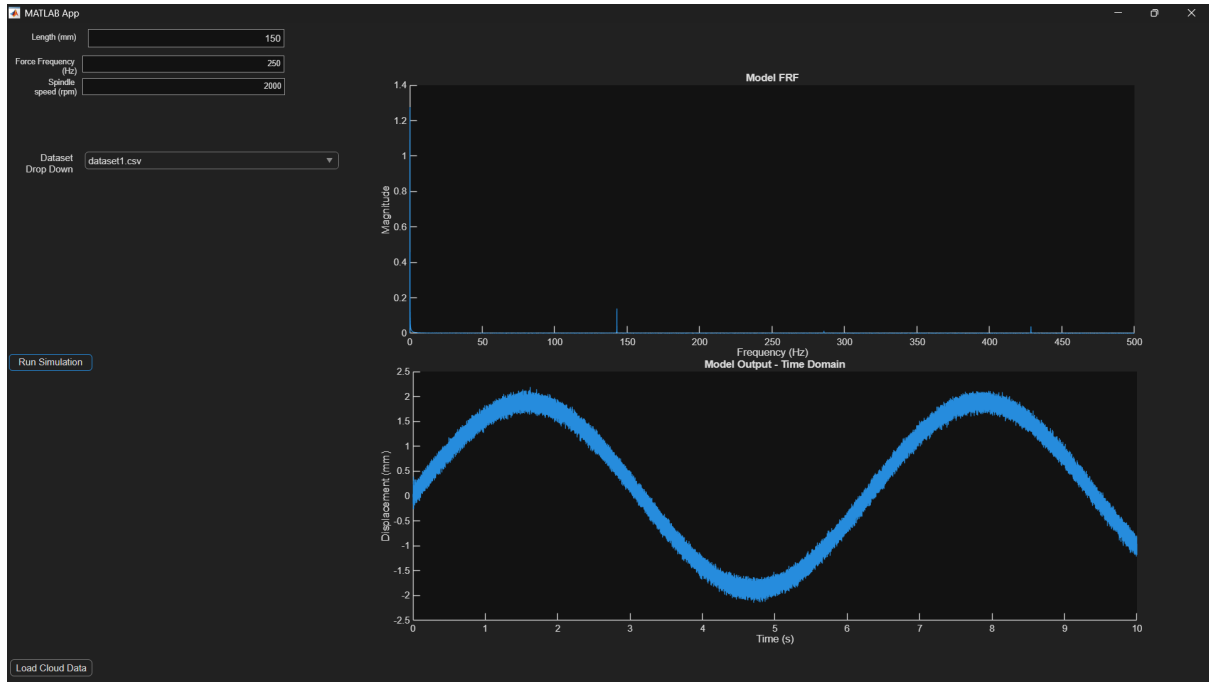 MATLAB App
Length (mm)
150
Force Frequency
(Hz)
250
Spindle
speed (rpm)
2000
Dataset
Drop Down
dataset1.csv
Run Simulation
Load Cloud Data
Model FRF
Magnitude
1.4
1.2
1
0.8
0.6
0.4
0.2
0
0 50 100 150 200 250 300 350 400 450 500
Frequency (Hz)
Model Output - Time Domain
Displacement (mm)
2.5
2
1.5
1
0.5
0
-0.5
-1
-1.5
-2
-2.5
0 1 2 3 4 5 6 7 8 9 10
Time (s)